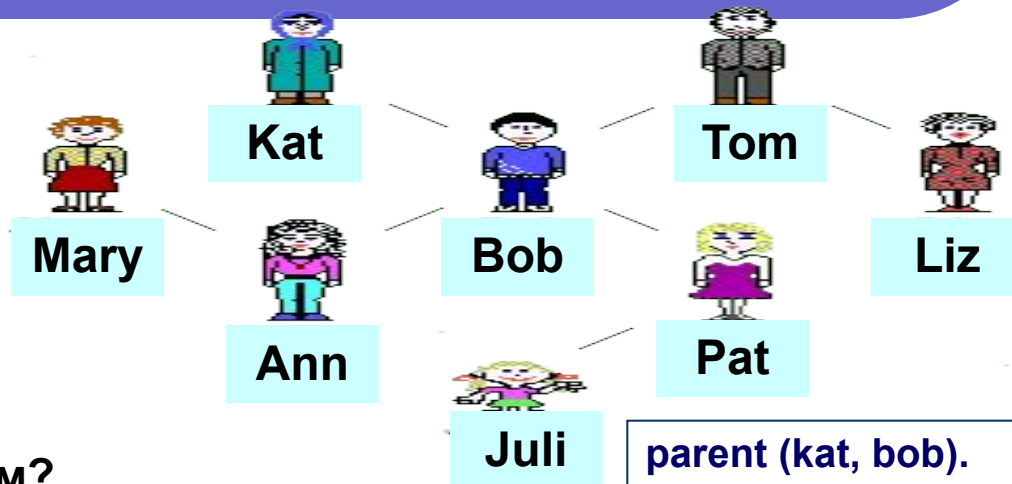 Kat
Tom
Mary
Bob
Liz
Ann
Pat
Juli
parent (kat, bob).